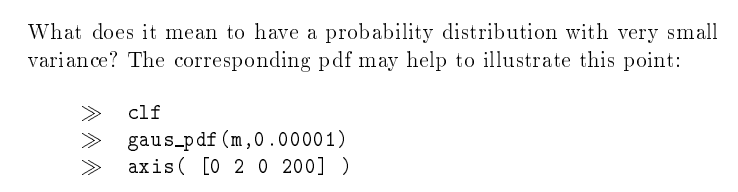 What does it mean to have a probability distribution with very small
variance? The corresponding pdf may help to illustrate this point:
≫ clf
≫ gaus_pdf(m,0.00001)
≫ axis( [0 2 0 200] )